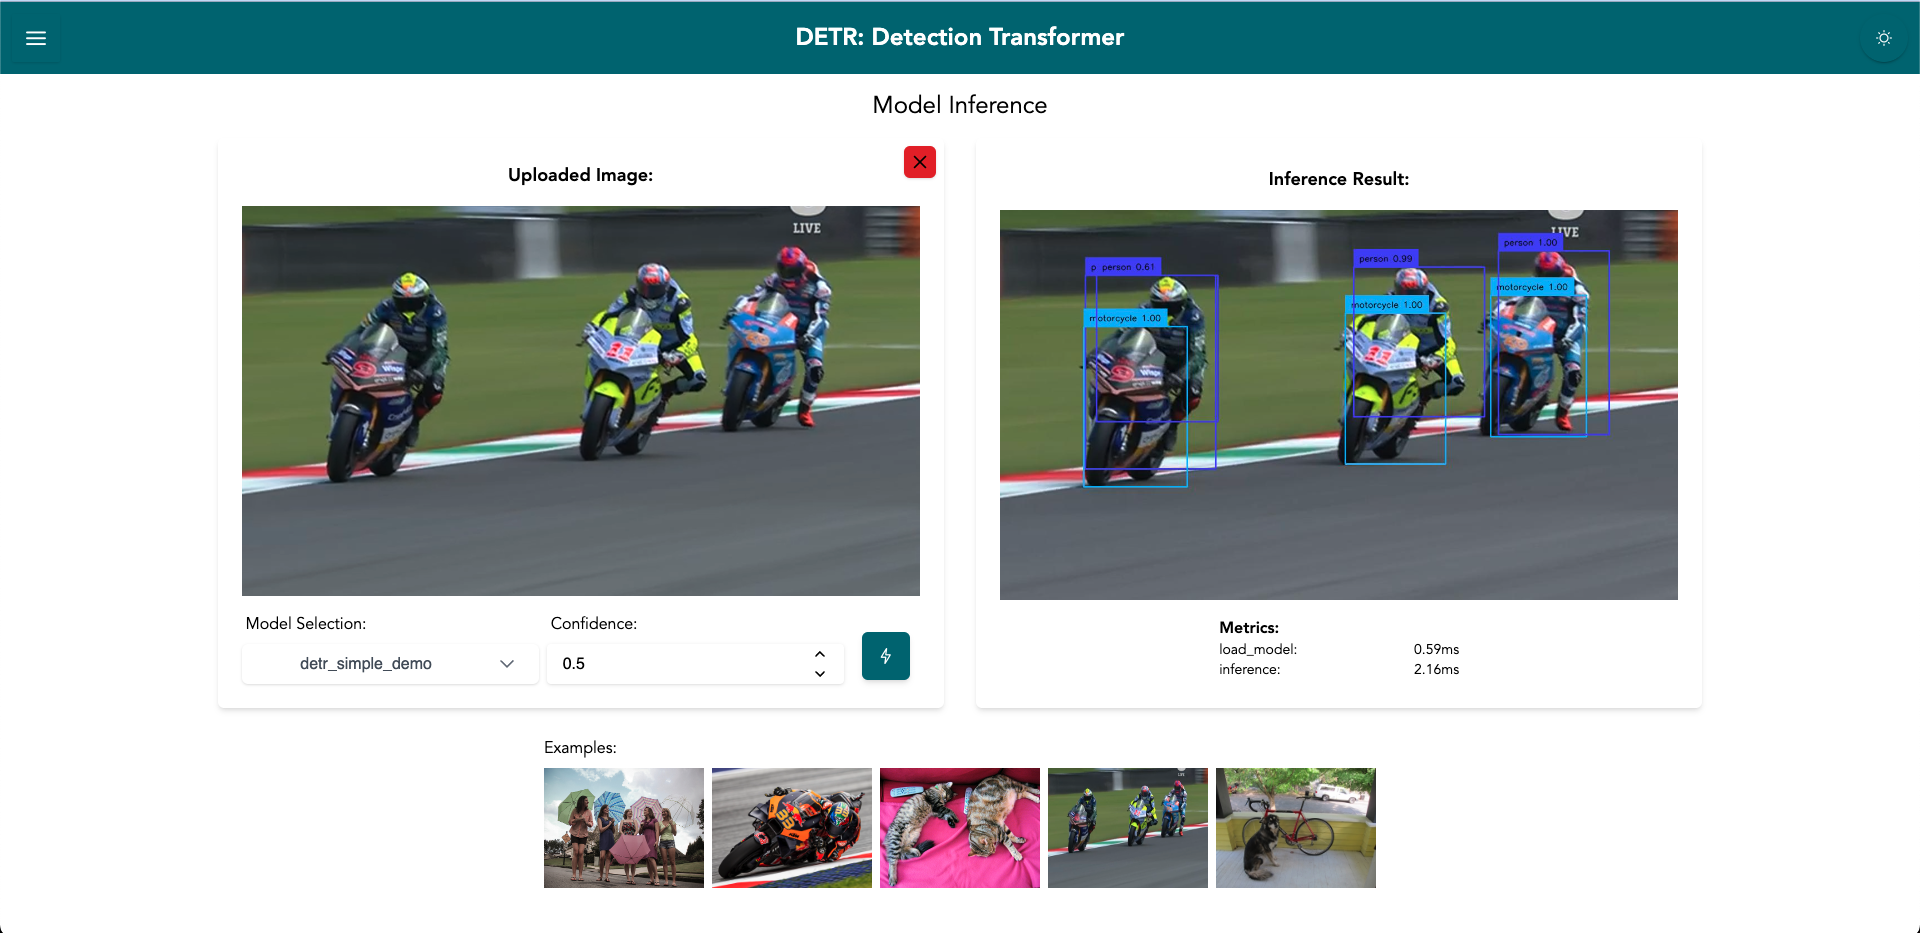 DETR: Detection Transformer
Model Inference
Uploaded Image:
LIVE
Model Selection:
Confidence:
detr_simple_demo
0.5
Inference Result:
LIVE
person 1.00
person 0.99
p person 0.61
motorcycle 1.00
motorcycle 1.00
motorcycle 1.00
Metrics:
load_model: 0.59ms
inference: 2.16ms
Examples: